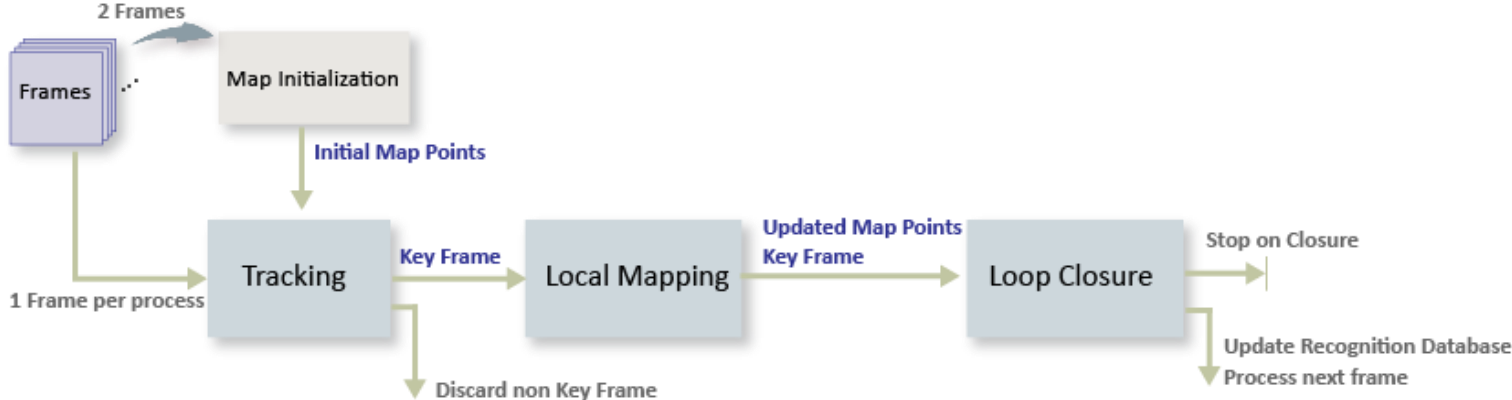 2 Frames
Frames
...
Map Initialization
Initial Map Points
1 Frame per process
Tracking
Key Frame
Discard non Key Frame
Local Mapping
Updated Map Points
Key Frame
Loop Closure
Stop on Closure
Update Recognition Database
Process next frame